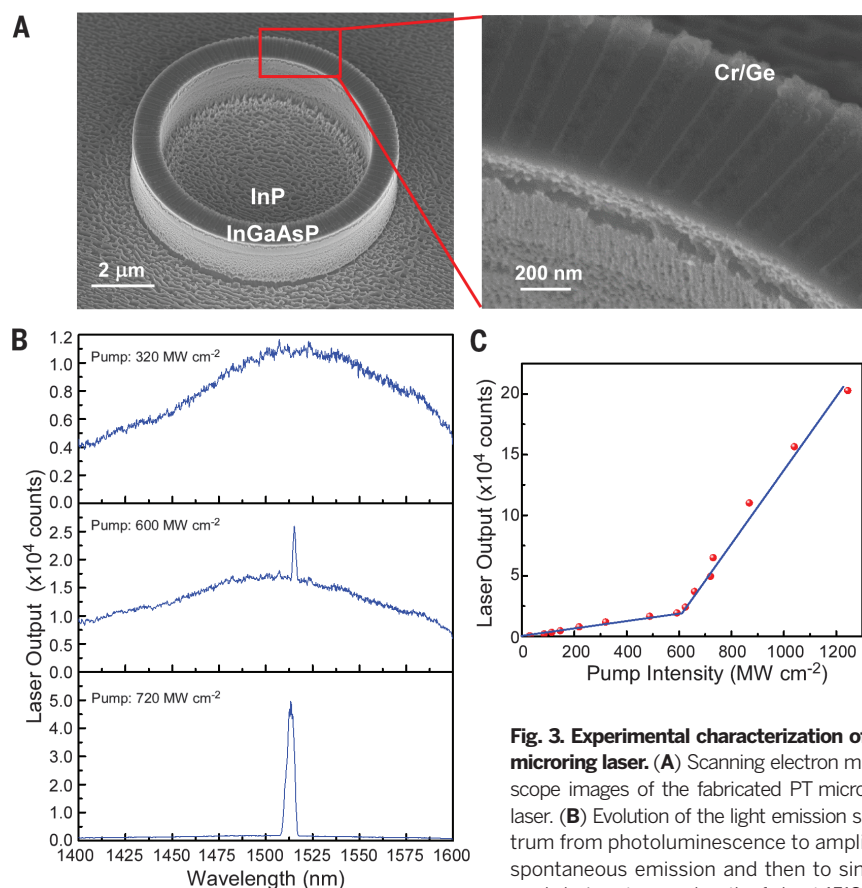 A
Cr/Ge
InP
InGaAsP
2 μm
200 nm
B
Pump: 320 MW cm-2
1.2
1.0
0.8
0.6
0.4
0.2
0.0
Pump: 600 MW cm-2
2.5
2.0
1.5
1.0
0.5
0.0
Pump: 720 MW cm-2
5.0
4.0
3.0
2.0
1.0
0.0
Laser Output (x10⁴ counts)
1400 1425 1450 1475 1500 1525 1550 1575 1600
Wavelength (nm)
C
20
15
10
5
0
Laser Output (x10⁴ counts)
0 200 400 600 800 1000 1200
Pump Intensity (MW cm-2)
Fig. 3. Experimental characterization of
microring laser. (A) Scanning electron m
scope images of the fabricated PT micro
laser. (B) Evolution of the light emission s
trum from photoluminescence to ampli
spontaneous emission and then to sin